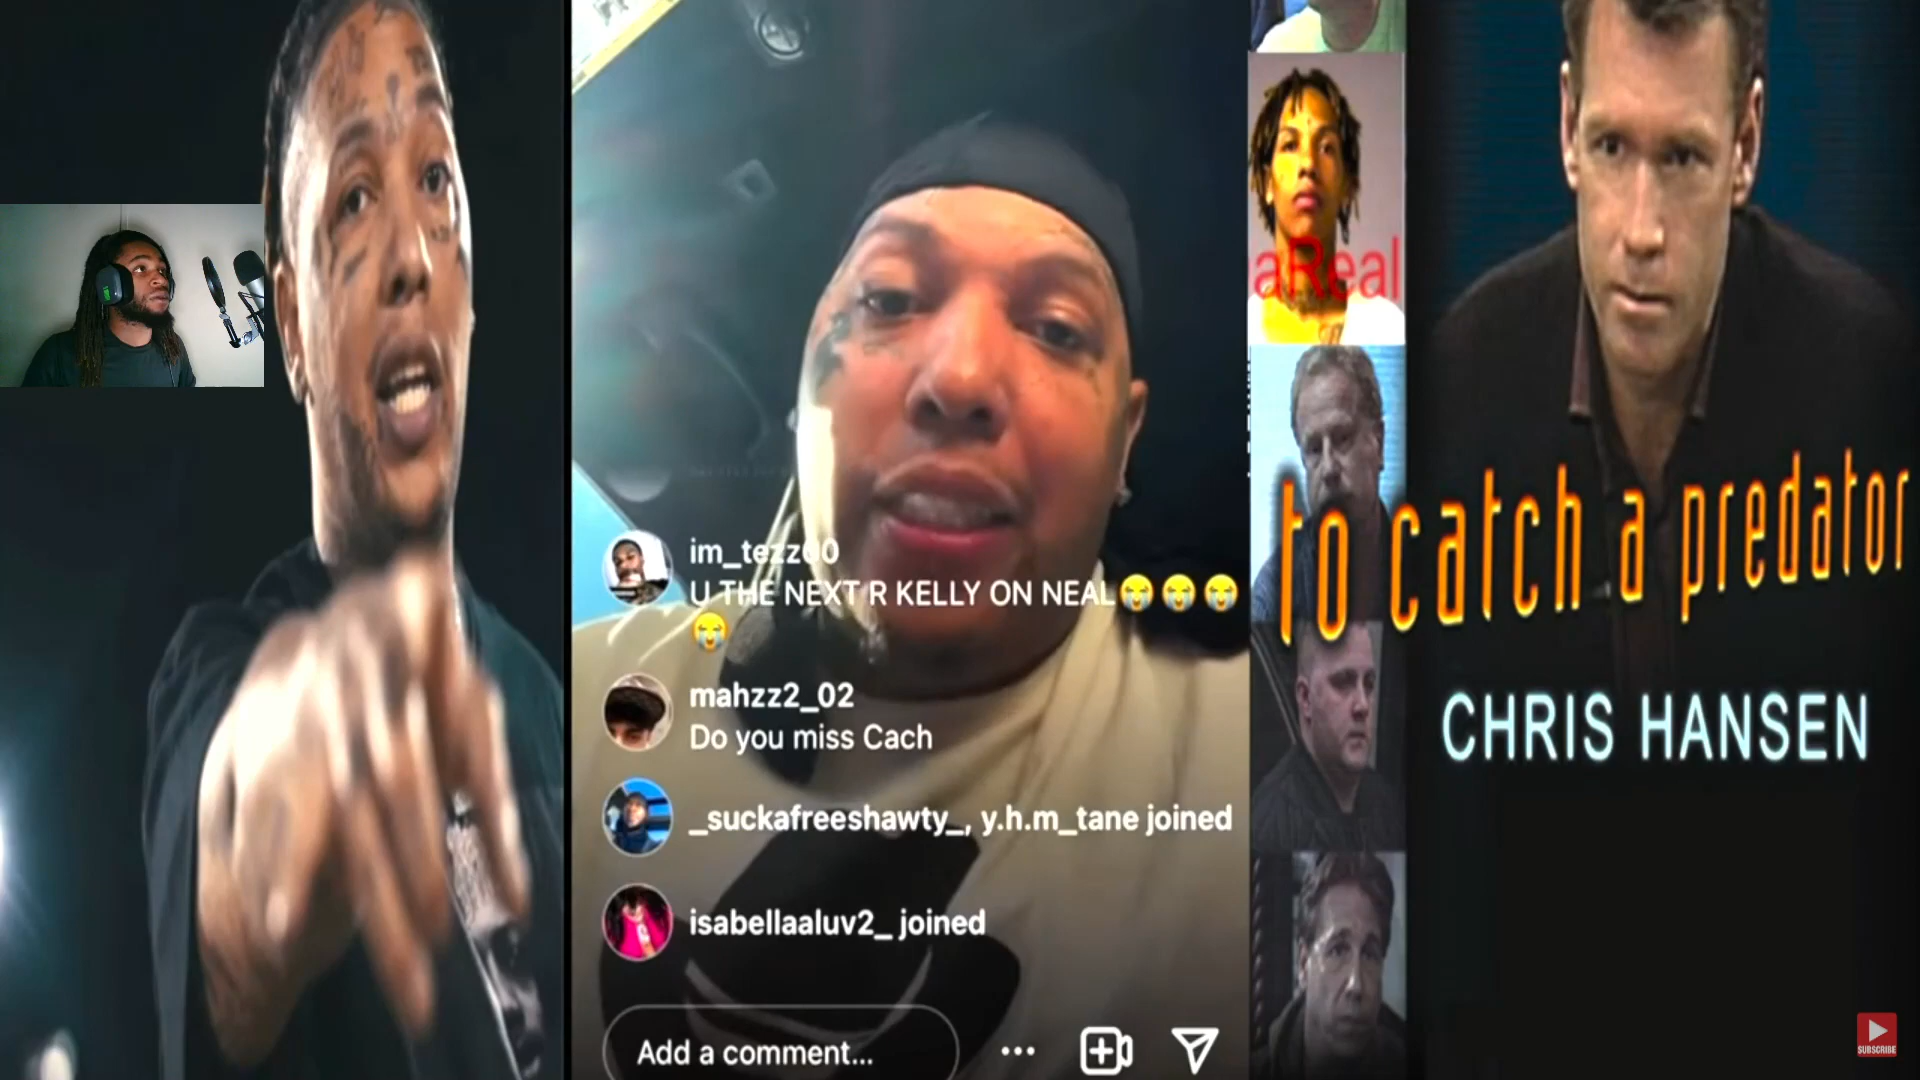 im_tezz00
U THE NEXT R KELLY ON NEAL😭😭😭
😭
mahzz2_02
Do you miss Cach
_suckafreeshawty_, y.h.m_tane joined
isabellaaluv2_ joined
Add a comment...
aReal
to catch a predator
CHRIS HANSEN
SUBSCRIBE